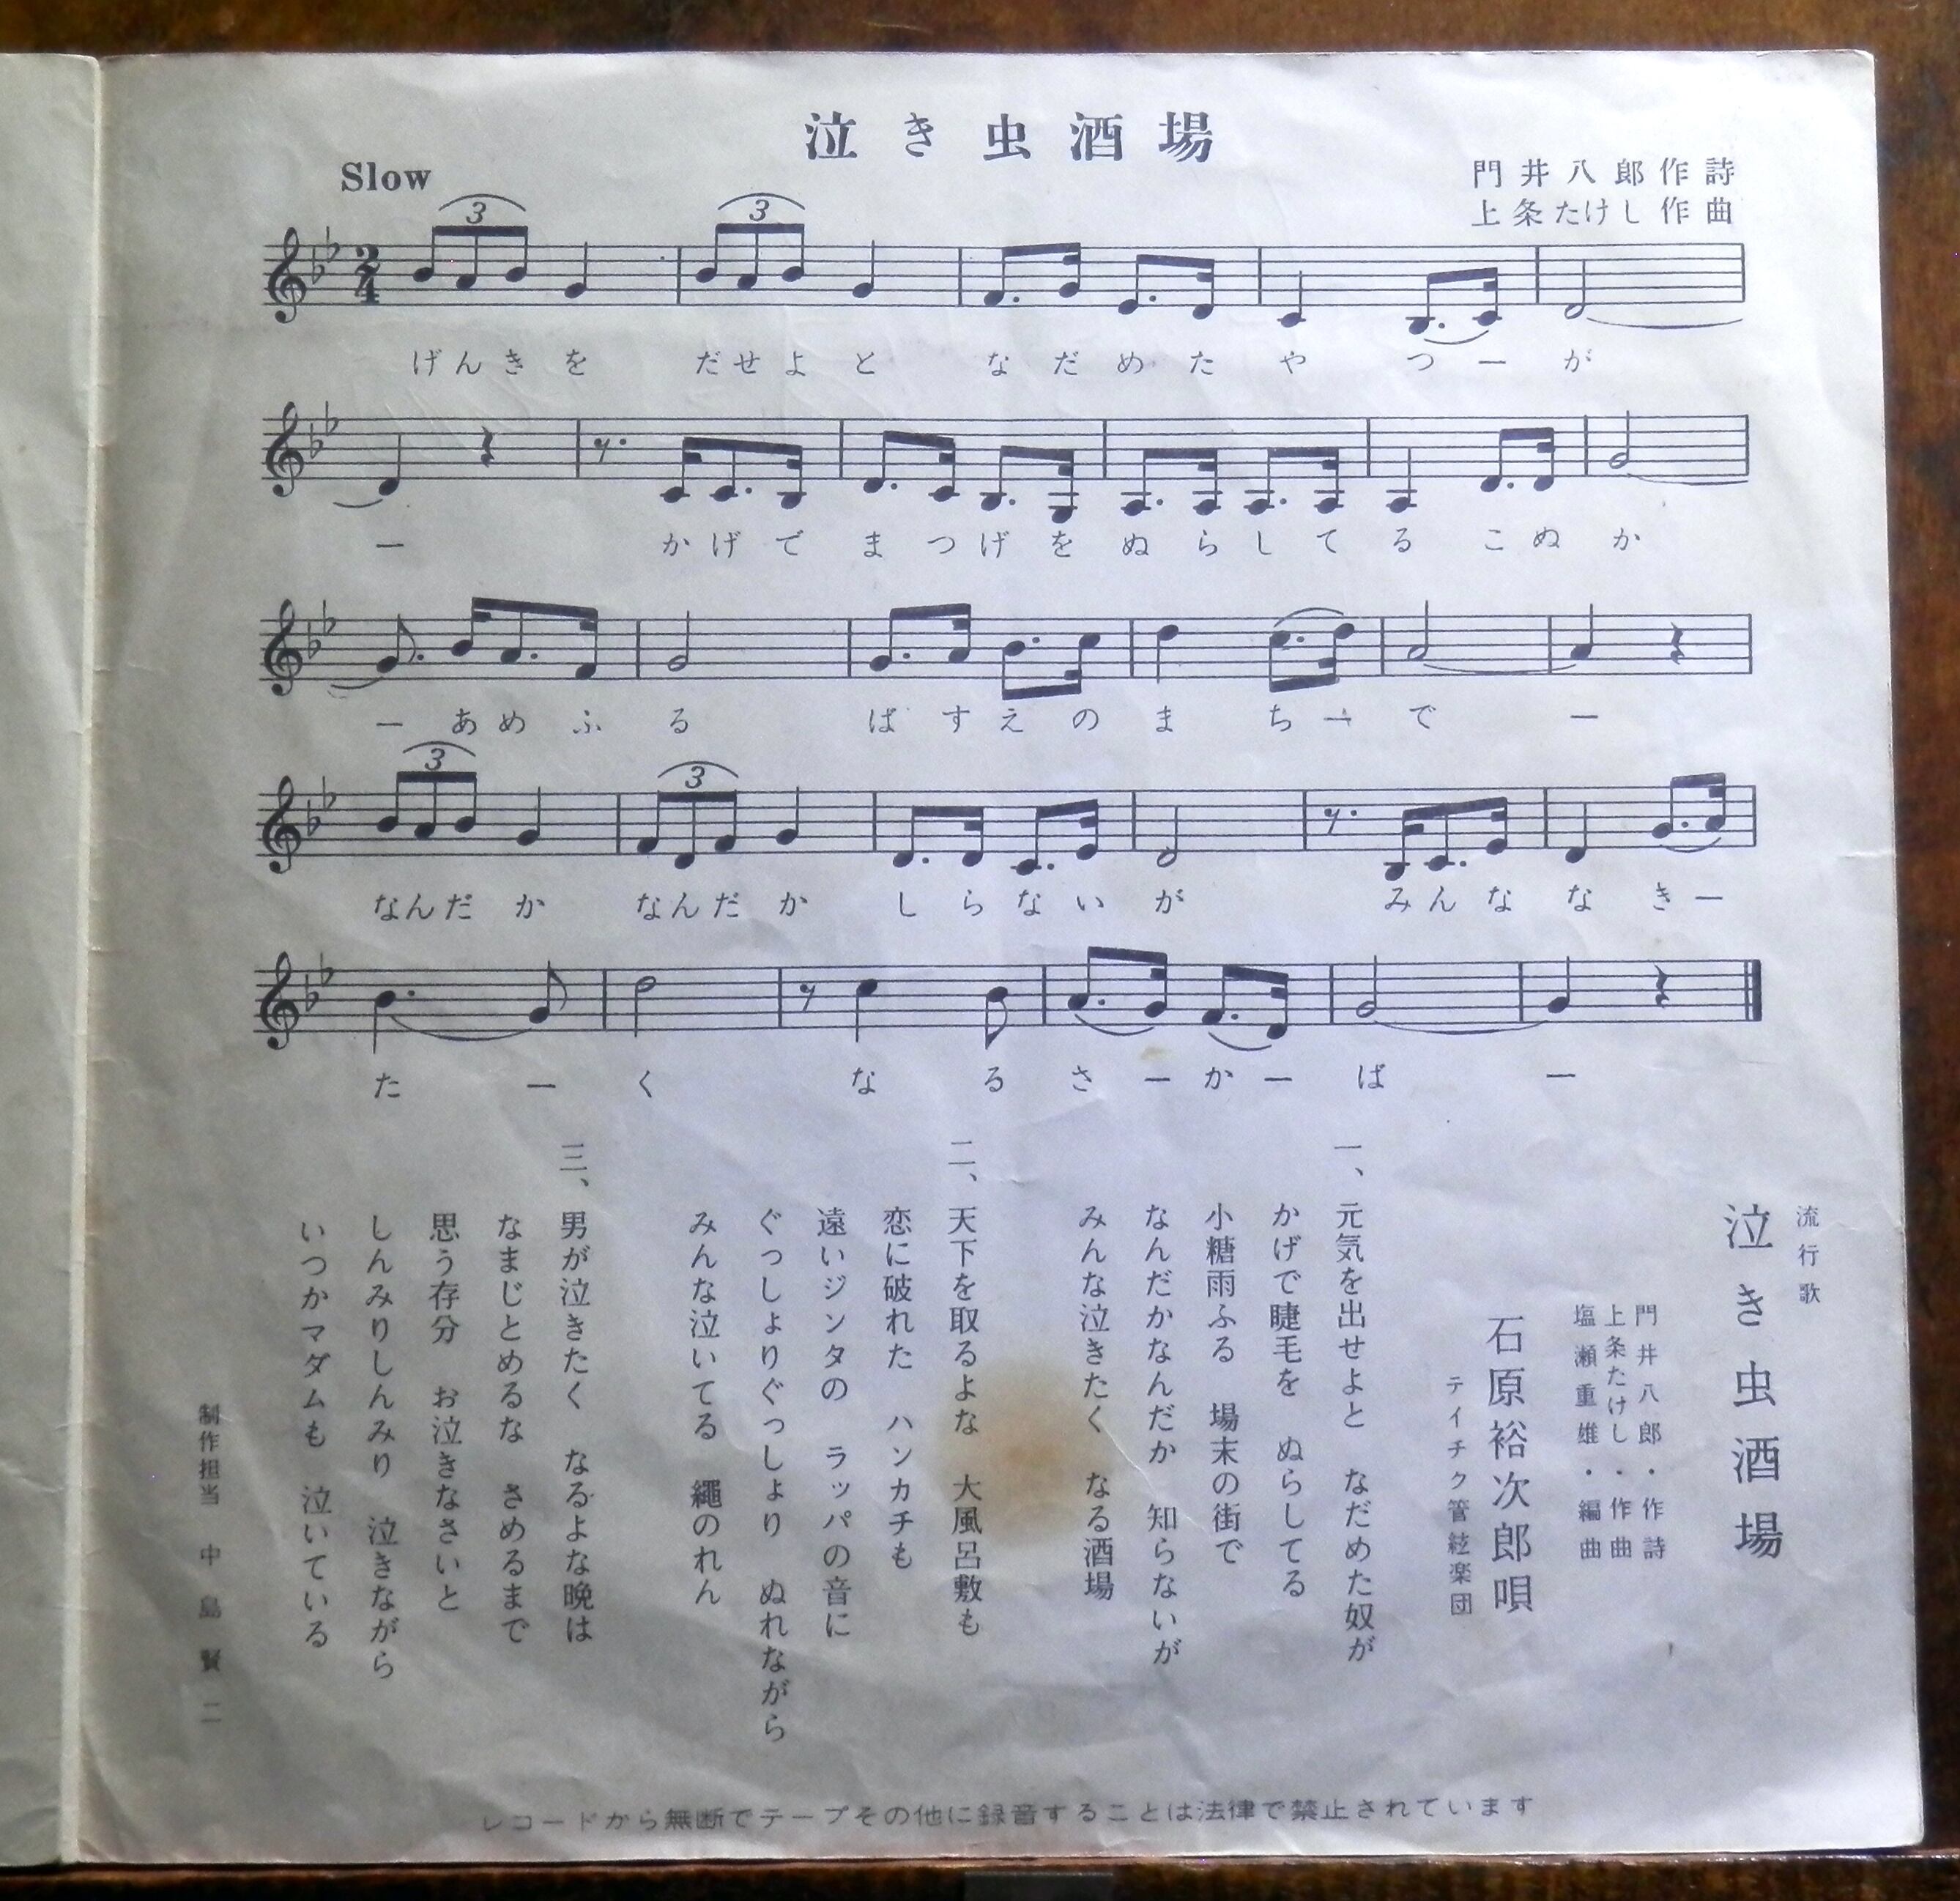 泣き虫酒場
Slow
門井八郎作詩
上条たけし作曲
3 3
2 4
げんきを だせよと なだめた やつーが
ー かげで まつげを ぬらして る こぬか
ーあめふ る ばすえの まちーで ー
3 3
なんだか なんだか しらない が みんな なきー
たー く なる さーかー ば ー
流行歌
泣き虫酒場
門井八郎・作詩
上条たけし・作曲
塩瀬重雄・編曲
石原裕次郎唄
テイチク管絃楽団
一、元気を出せよと なだめた奴が
かげで睫毛を ぬらしてる
小糖雨ふる 場末の街で
なんだかなんだか 知らないが
みんな泣きたく なる酒場
二、天下を取るよな 大風呂敷も
恋に破れた ハンカチも
遠いジンタの ラッパの音に
ぐっしょりぐっしょり ぬれながら
みんな泣いてる 繩のれん
三、男が泣きたく なるよな晩は
なまじとめるな さめるまで
思う存分 お泣きなさいと
しんみりしんみり 泣きながら
いつかマダムも 泣いている
制作担当 中島賢二
レコードから無断でテープその他に録音することは法律で禁止されています